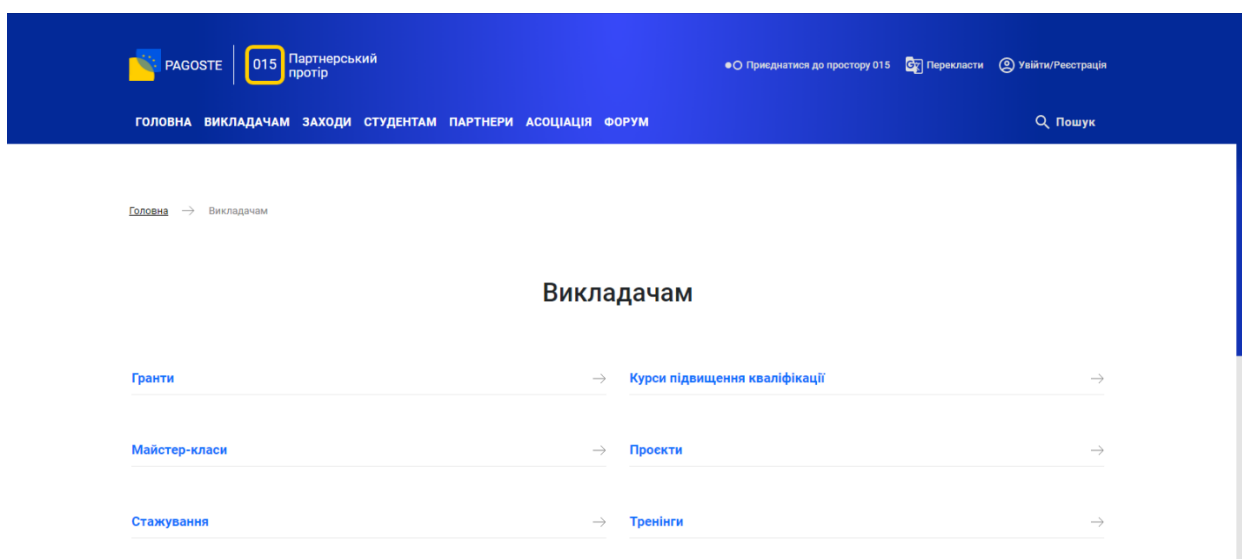 PAGOSTE
015
Партнерський
протір
Приєднатися до простору 015
Перекласти
Увійти/Реєстрація
ГОЛОВНА ВИКЛАДАЧАМ ЗАХОДИ СТУДЕНТАМ ПАРТНЕРИ АСОЦІАЦІЯ ФОРУМ
Пошук
Головна → Викладачам
Викладачам
Гранти →
Курси підвищення кваліфікації →
Майстер-класи →
Проєкти →
Стажування →
Тренінги →